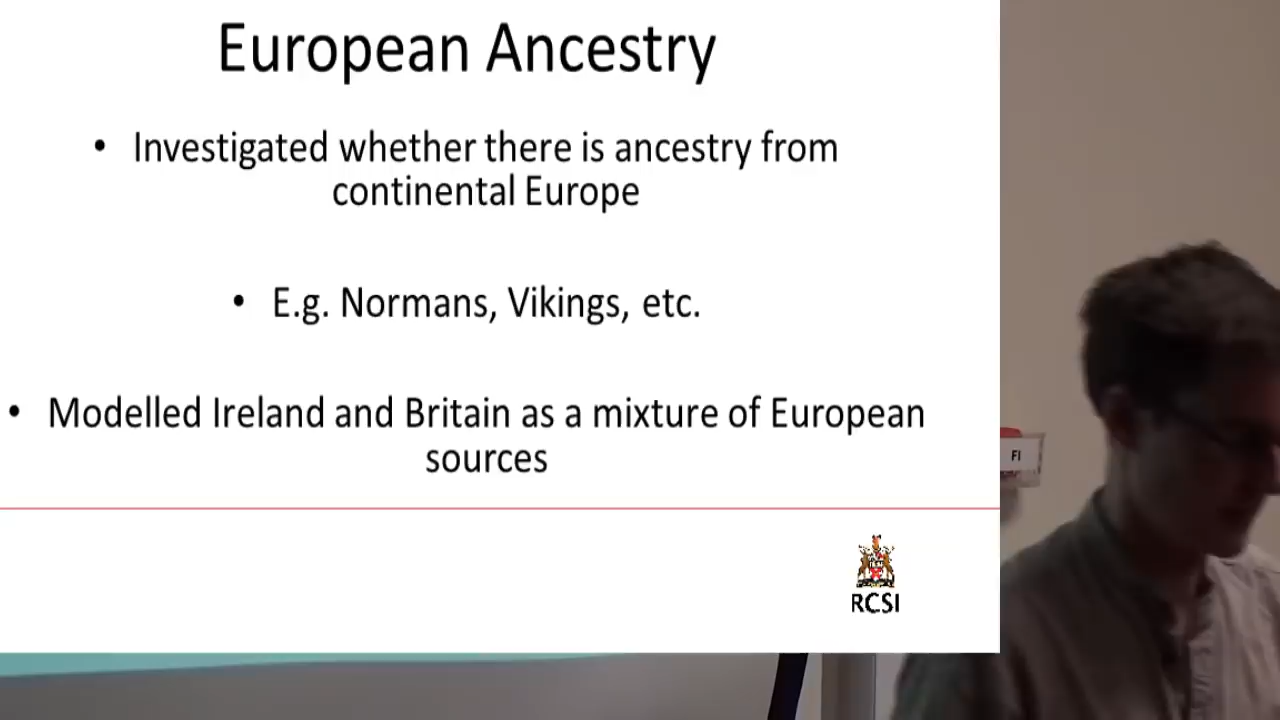 European Ancestry
• Investigated whether there is ancestry from
continental Europe
• E.g. Normans, Vikings, etc.
• Modelled Ireland and Britain as a mixture of European
sources
RCSI
FI